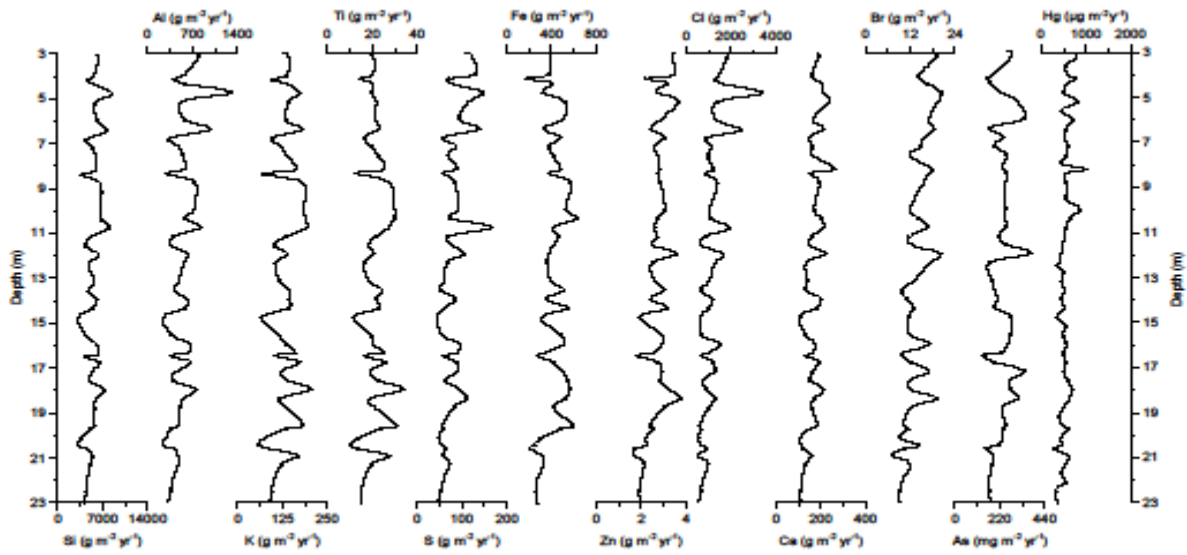 Al (g m⁻² yr⁻¹) Ti (g m⁻² yr⁻¹) Fe (g m⁻² yr⁻¹) Cl (g m⁻² yr⁻¹) Br (g m⁻² yr⁻¹) Hg (µg m⁻² y⁻¹)
0 700 1400 0 20 40 0 400 800 0 2000 4000 0 12 24 0 1000 2000
3 3
5 5
7 7
9 9
11 11
13 13
15 15
17 17
19 19
21 21
23 23
Depth (m) Depth (m)
0 7000 14000 0 125 250 0 100 200 0 2 4 0 200 400 0 220 440
Si (g m⁻² yr⁻¹) K (g m⁻² yr⁻¹) S (g m⁻² yr⁻¹) Zn (g m⁻² yr⁻¹) Ca (g m⁻² yr⁻¹) As (mg m⁻² yr⁻¹)